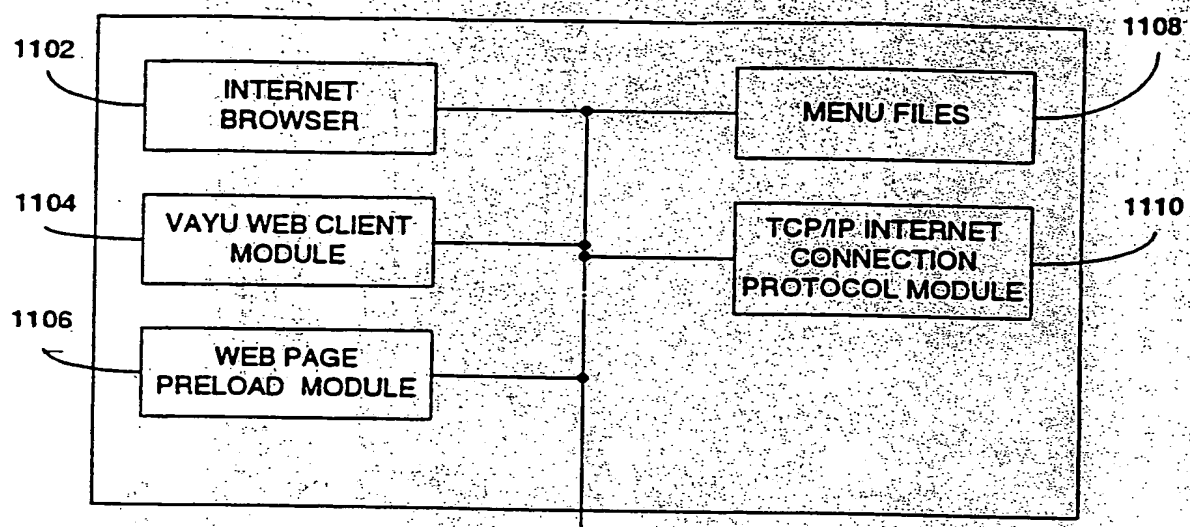 1102
INTERNET
BROWSER
1108
MENU FILES
1104
VAYU WEB CLIENT
MODULE
1110
TCP/IP INTERNET
CONNECTION
PROTOCOL MODULE
1106
WEB PAGE
PRELOAD MODULE